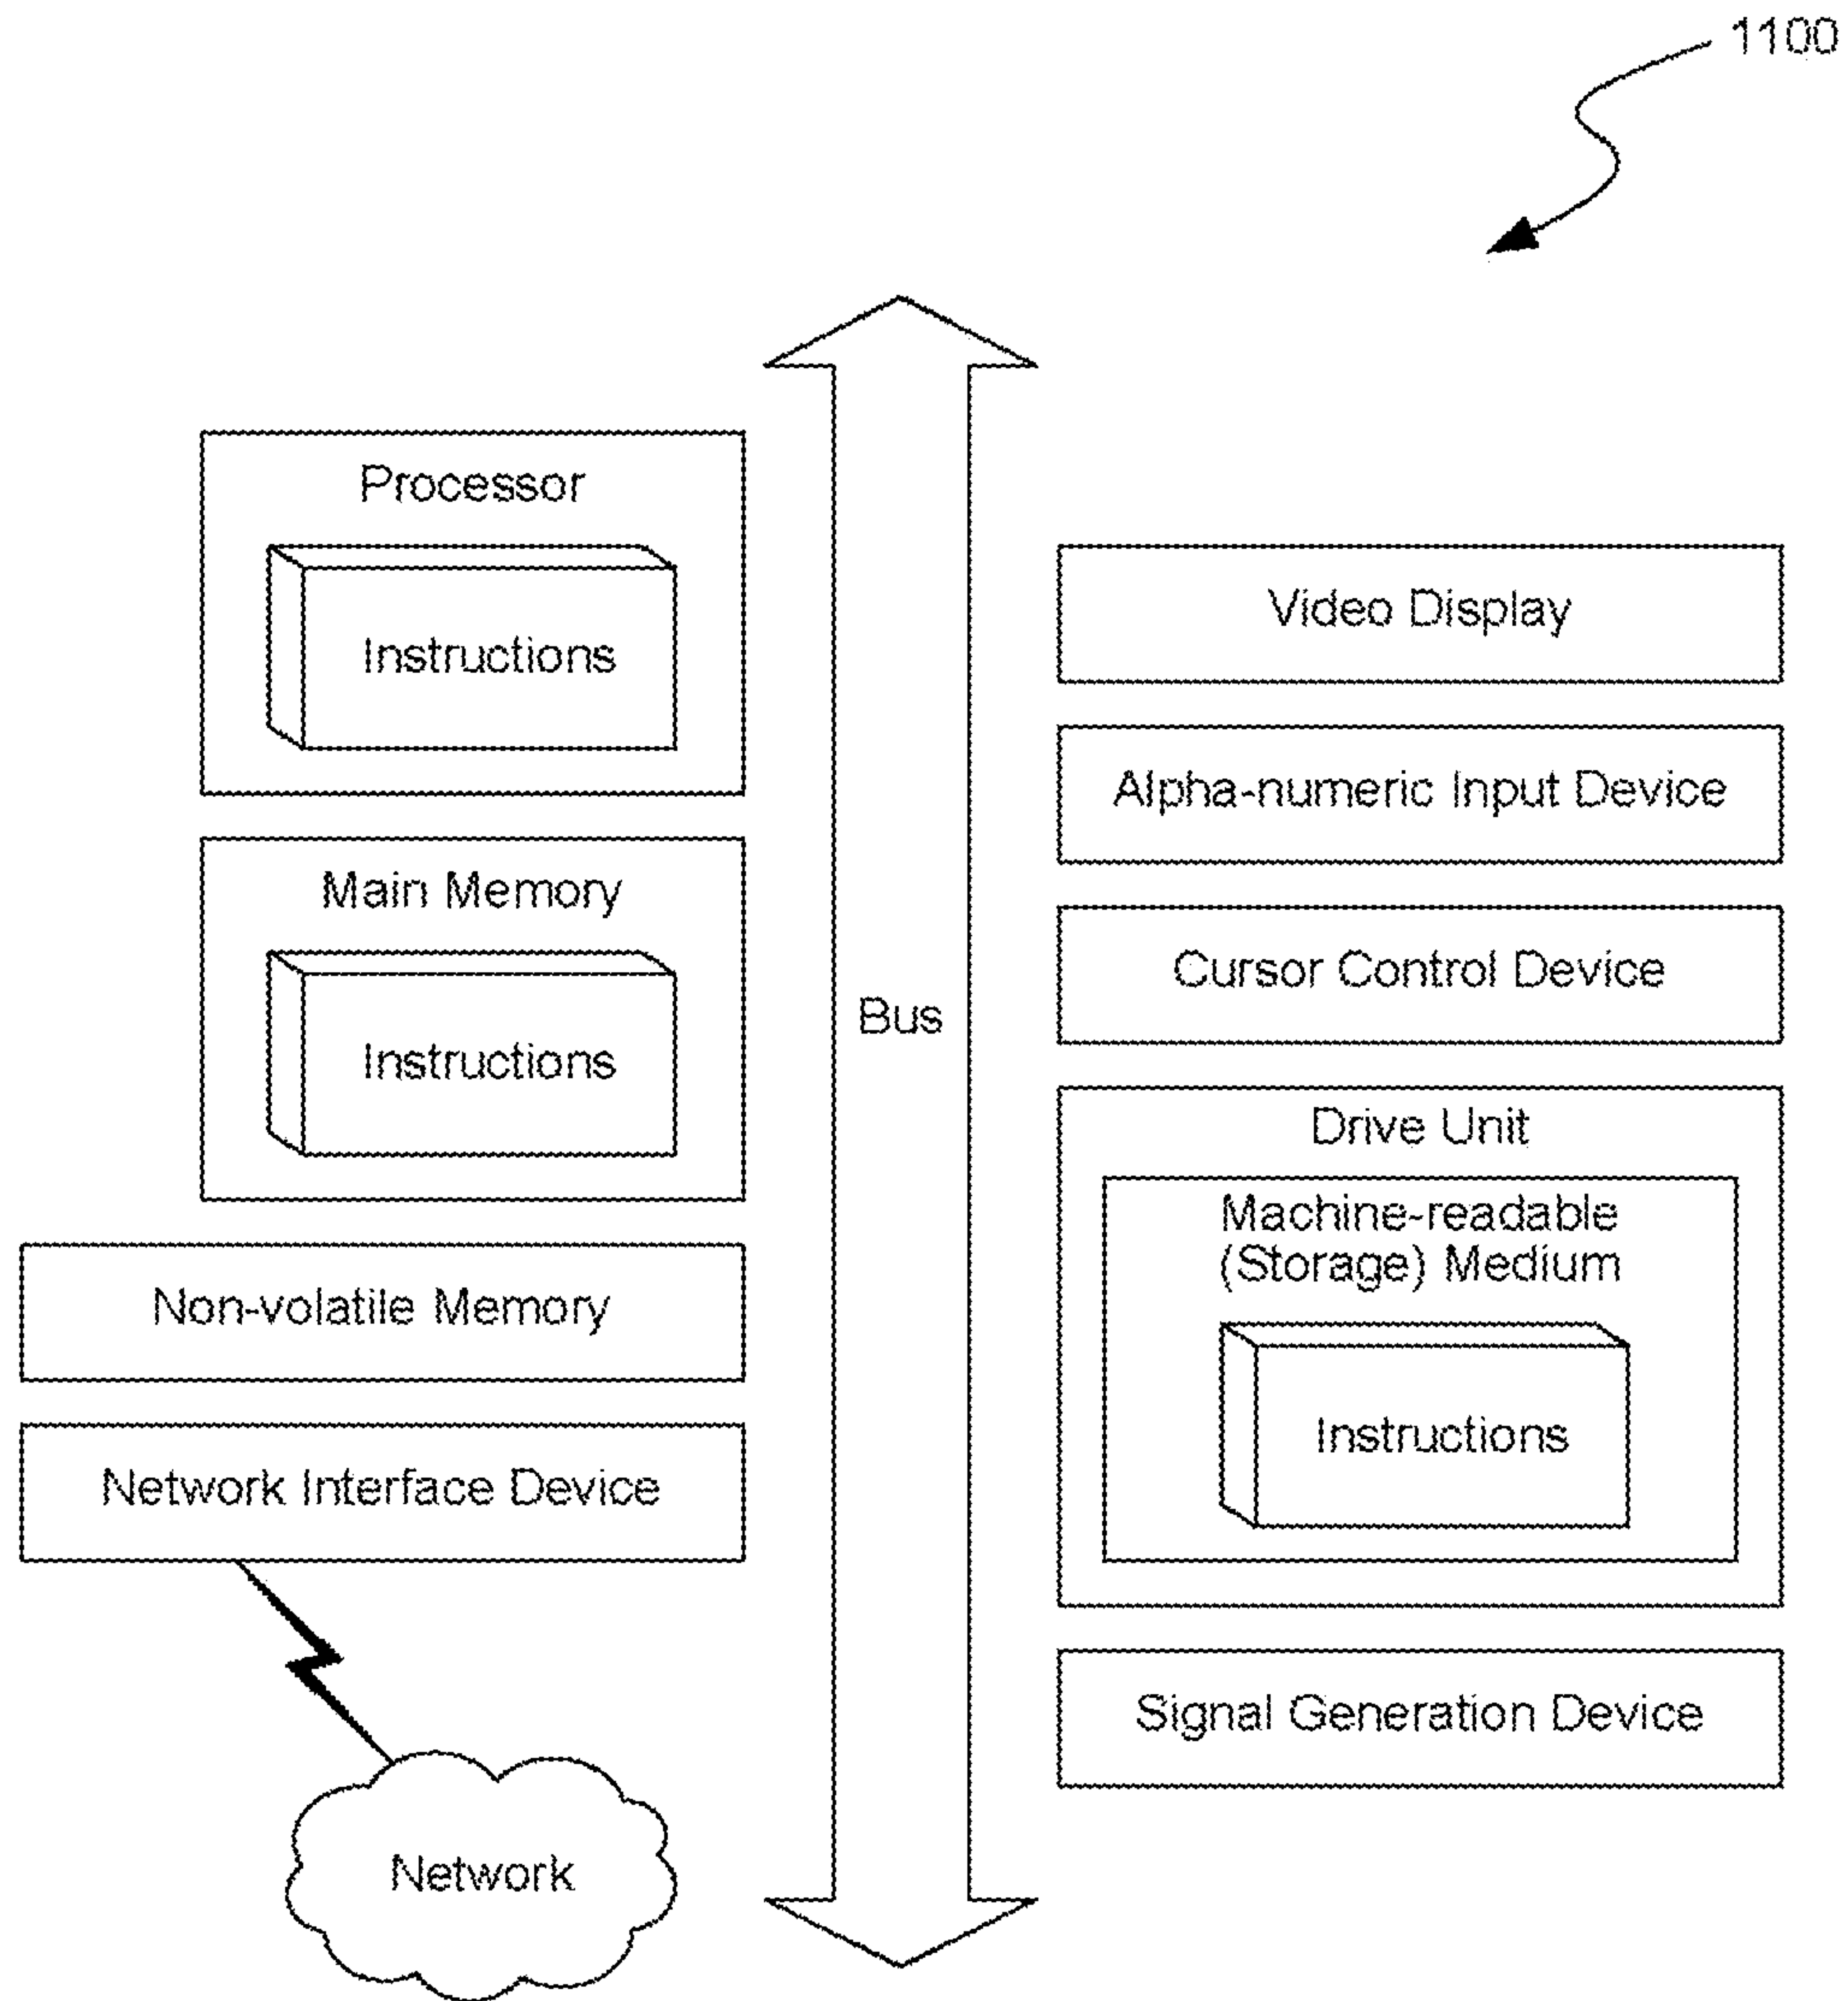 1100
Processor
Instructions
Main Memory
Instructions
Non-volatile Memory
Network Interface Device
Network
Bus
Video Display
Alpha-numeric Input Device
Cursor Control Device
Drive Unit
Machine-readable
(Storage) Medium
Instructions
Signal Generation Device